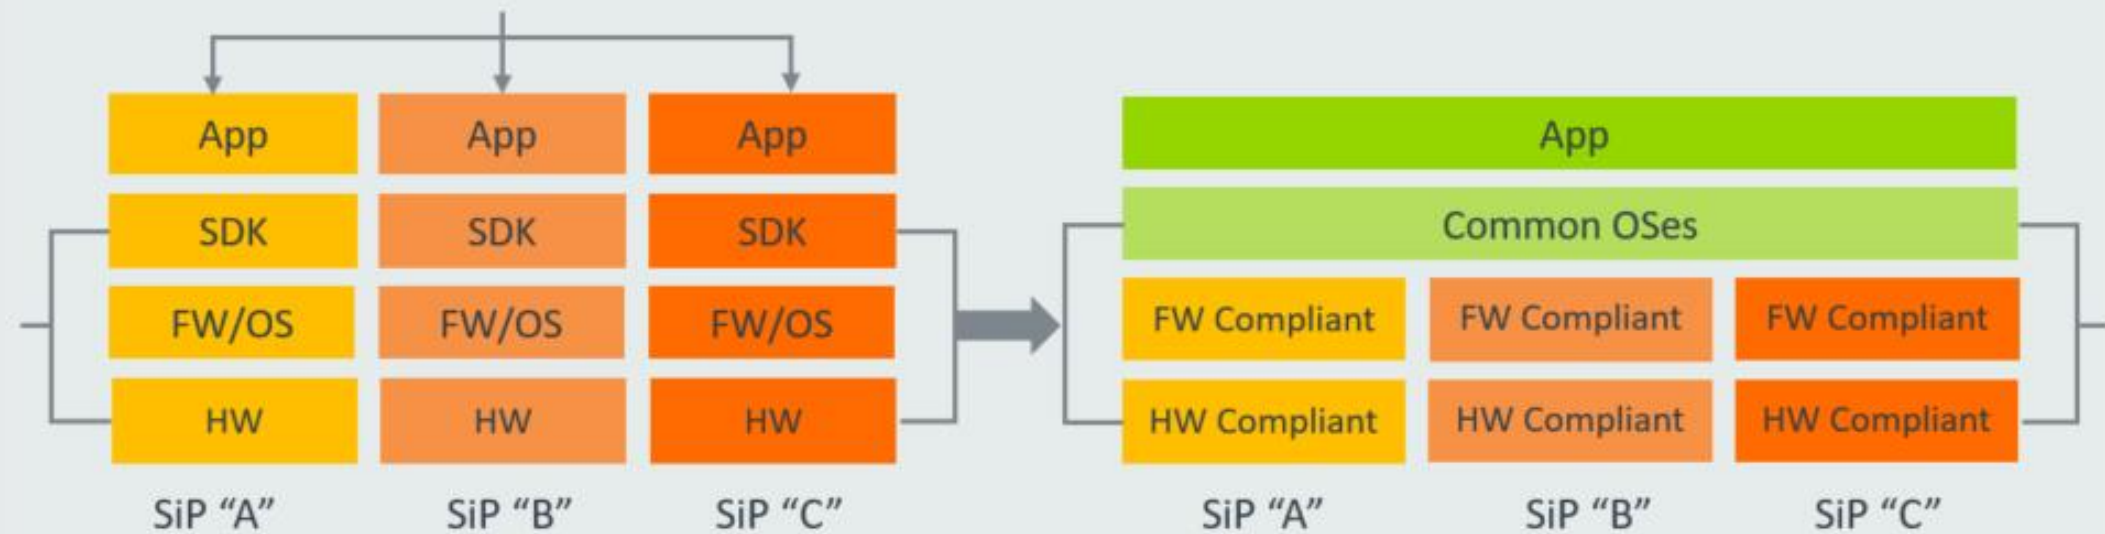 App App App App
SDK SDK SDK Common OSes
FW/OS FW/OS FW/OS FW Compliant FW Compliant FW Compliant
HW HW HW HW Compliant HW Compliant HW Compliant
SiP “A” SiP “B” SiP “C” SiP “A” SiP “B” SiP “C”